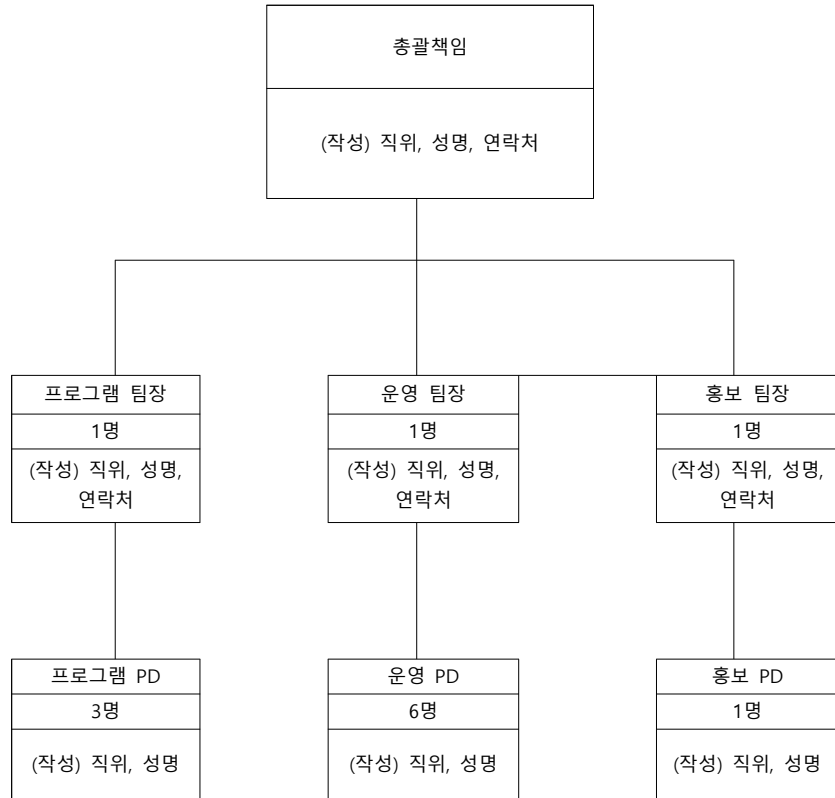 총괄책임
(작성) 직위, 성명, 연락처
프로그램 팀장
1명
(작성) 직위, 성명,
연락처
운영 팀장
1명
(작성) 직위, 성명,
연락처
홍보 팀장
1명
(작성) 직위, 성명,
연락처
프로그램 PD
3명
(작성) 직위, 성명
운영 PD
6명
(작성) 직위, 성명
홍보 PD
1명
(작성) 직위, 성명